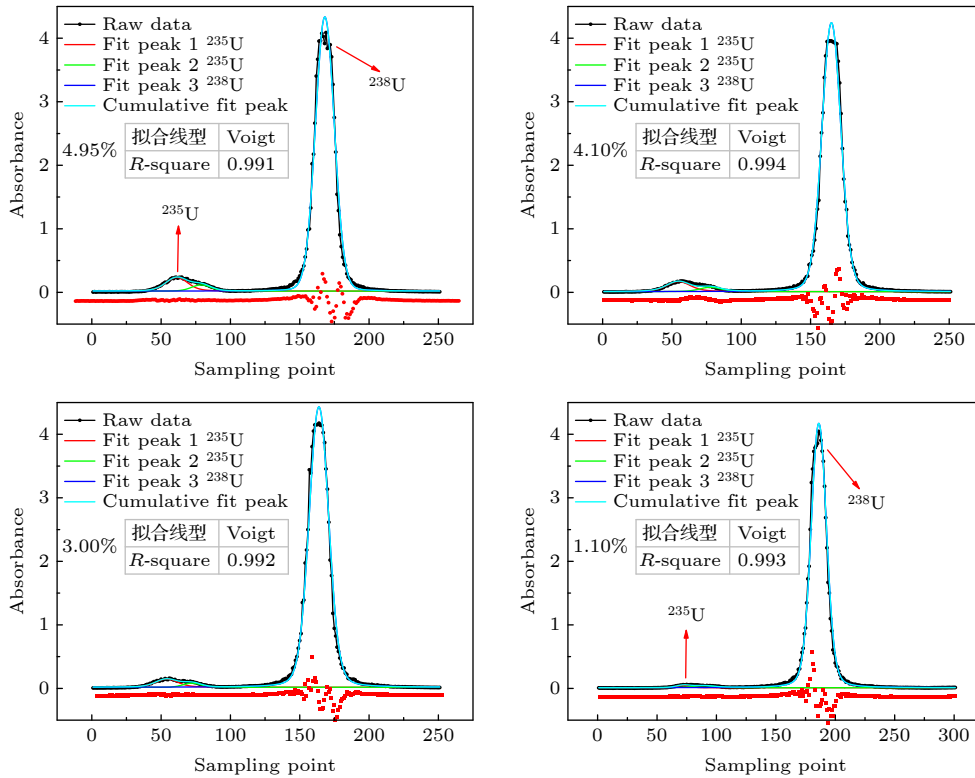 Raw data
Fit peak 1 ²³⁵U
Fit peak 2 ²³⁵U
Fit peak 3 ²³⁸U
Cumulative fit peak
4.95%
拟合线型 Voigt
R-square 0.991
²³⁵U
²³⁸U
Absorbance
4
3
2
1
0
0 50 100 150 200 250
Sampling point
Raw data
Fit peak 1 ²³⁵U
Fit peak 2 ²³⁵U
Fit peak 3 ²³⁸U
Cumulative fit peak
4.10%
拟合线型 Voigt
R-square 0.994
Absorbance
4
3
2
1
0
0 50 100 150 200 250
Sampling point
Raw data
Fit peak 1 ²³⁵U
Fit peak 2 ²³⁵U
Fit peak 3 ²³⁸U
Cumulative fit peak
3.00%
拟合线型 Voigt
R-square 0.992
Absorbance
4
3
2
1
0
0 50 100 150 200 250
Sampling point
Raw data
Fit peak 1 ²³⁵U
Fit peak 2 ²³⁵U
Fit peak 3 ²³⁸U
Cumulative fit peak
1.10%
拟合线型 Voigt
R-square 0.993
²³⁵U
²³⁸U
Absorbance
4
3
2
1
0
0 50 100 150 200 250 300
Sampling point